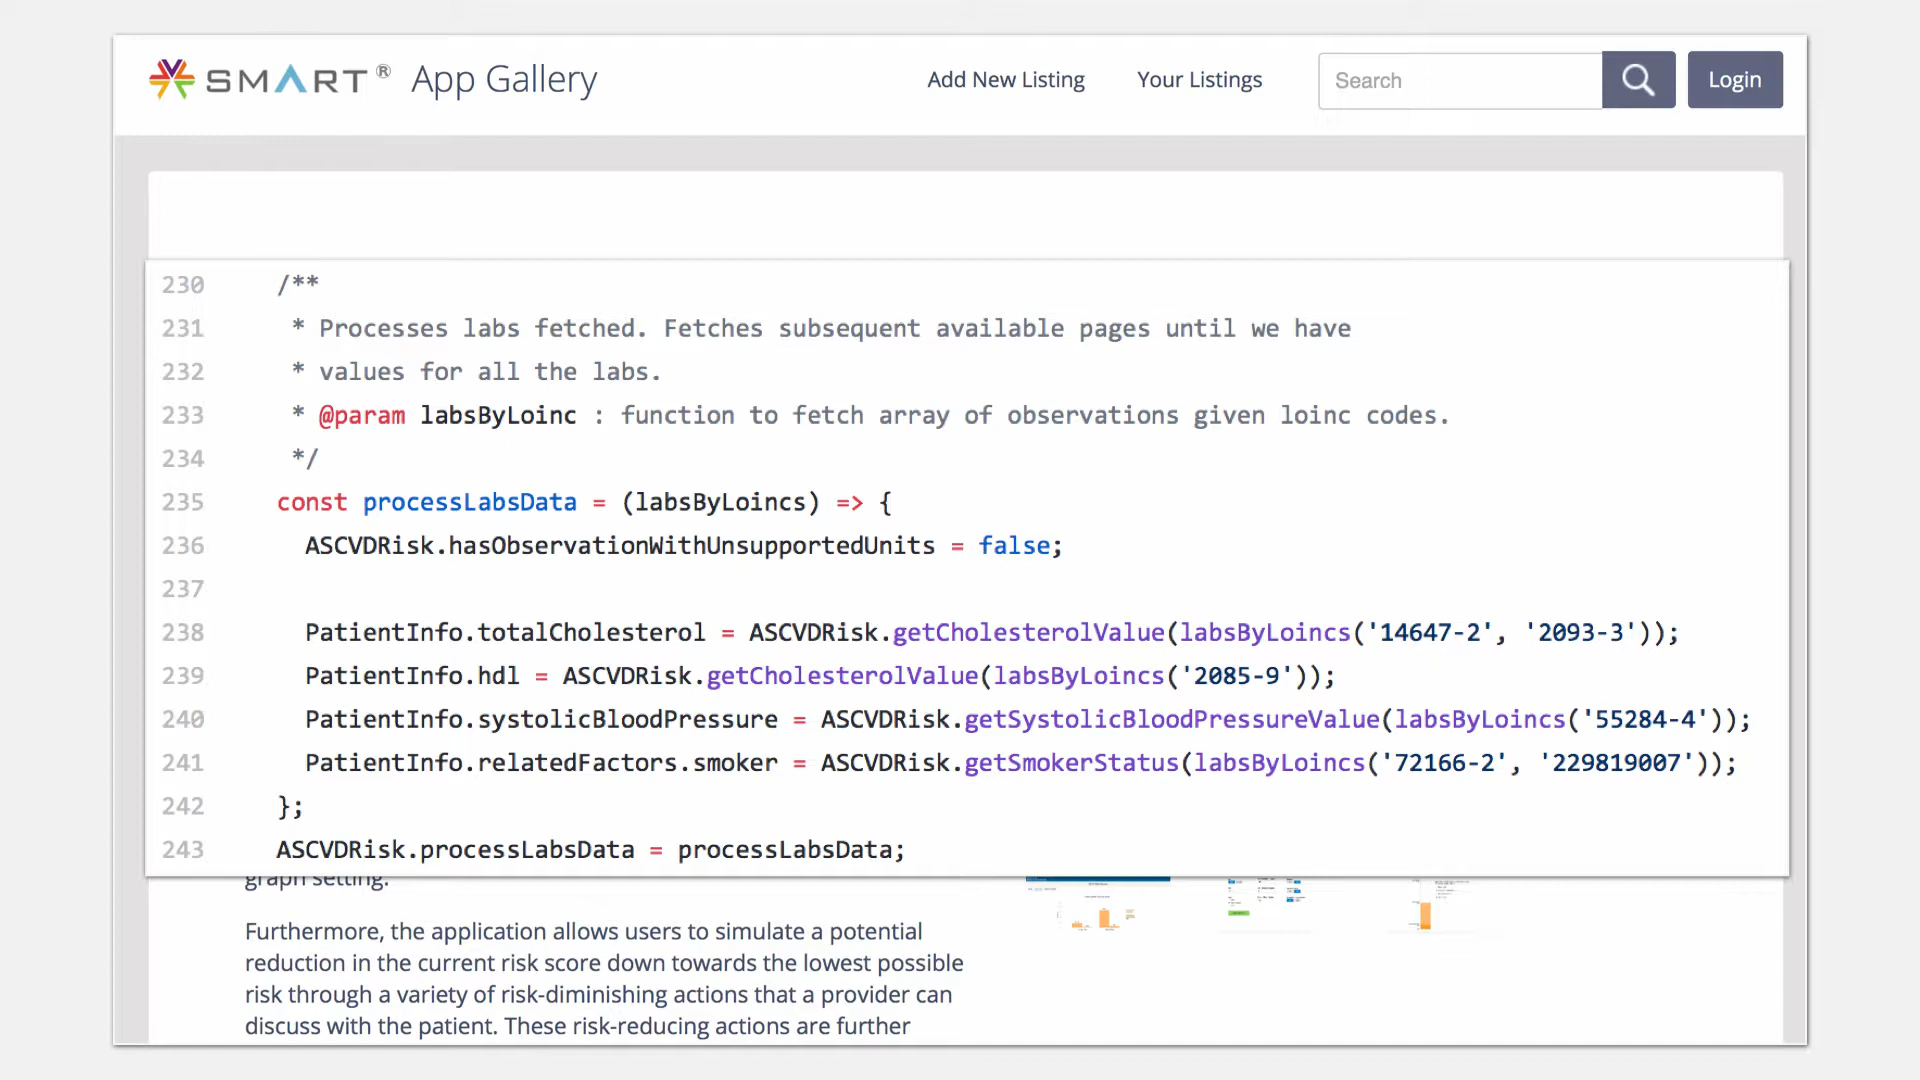 SMART® App Gallery
Add New Listing
Your Listings
Search
Login
230 /**
231 * Processes labs fetched. Fetches subsequent available pages until we have
232 * values for all the labs.
233 * @param labsByLoinc : function to fetch array of observations given loinc codes.
234 */
235 const processLabsData = (labsByLoincs) => {
236 ASCVDRisk.hasObservationWithUnsupportedUnits = false;
237
238 PatientInfo.totalCholesterol = ASCVDRisk.getCholesterolValue(labsByLoincs('14647-2', '2093-3'));
239 PatientInfo.hdl = ASCVDRisk.getCholesterolValue(labsByLoincs('2085-9'));
240 PatientInfo.systolicBloodPressure = ASCVDRisk.getSystolicBloodPressureValue(labsByLoincs('55284-4'));
241 PatientInfo.relatedFactors.smoker = ASCVDRisk.getSmokerStatus(labsByLoincs('72166-2', '229819007'));
242 };
243 ASCVDRisk.processLabsData = processLabsData;
graph setting.
Furthermore, the application allows users to simulate a potential
reduction in the current risk score down towards the lowest possible
risk through a variety of risk-diminishing actions that a provider can
discuss with the patient. These risk-reducing actions are further